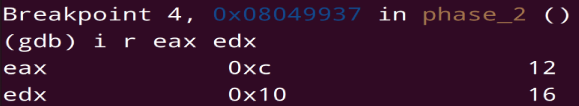 Breakpoint 4, 0x08049937 in phase_2 ()
(gdb) i r eax edx
eax            0xc                 12
edx            0x10                16